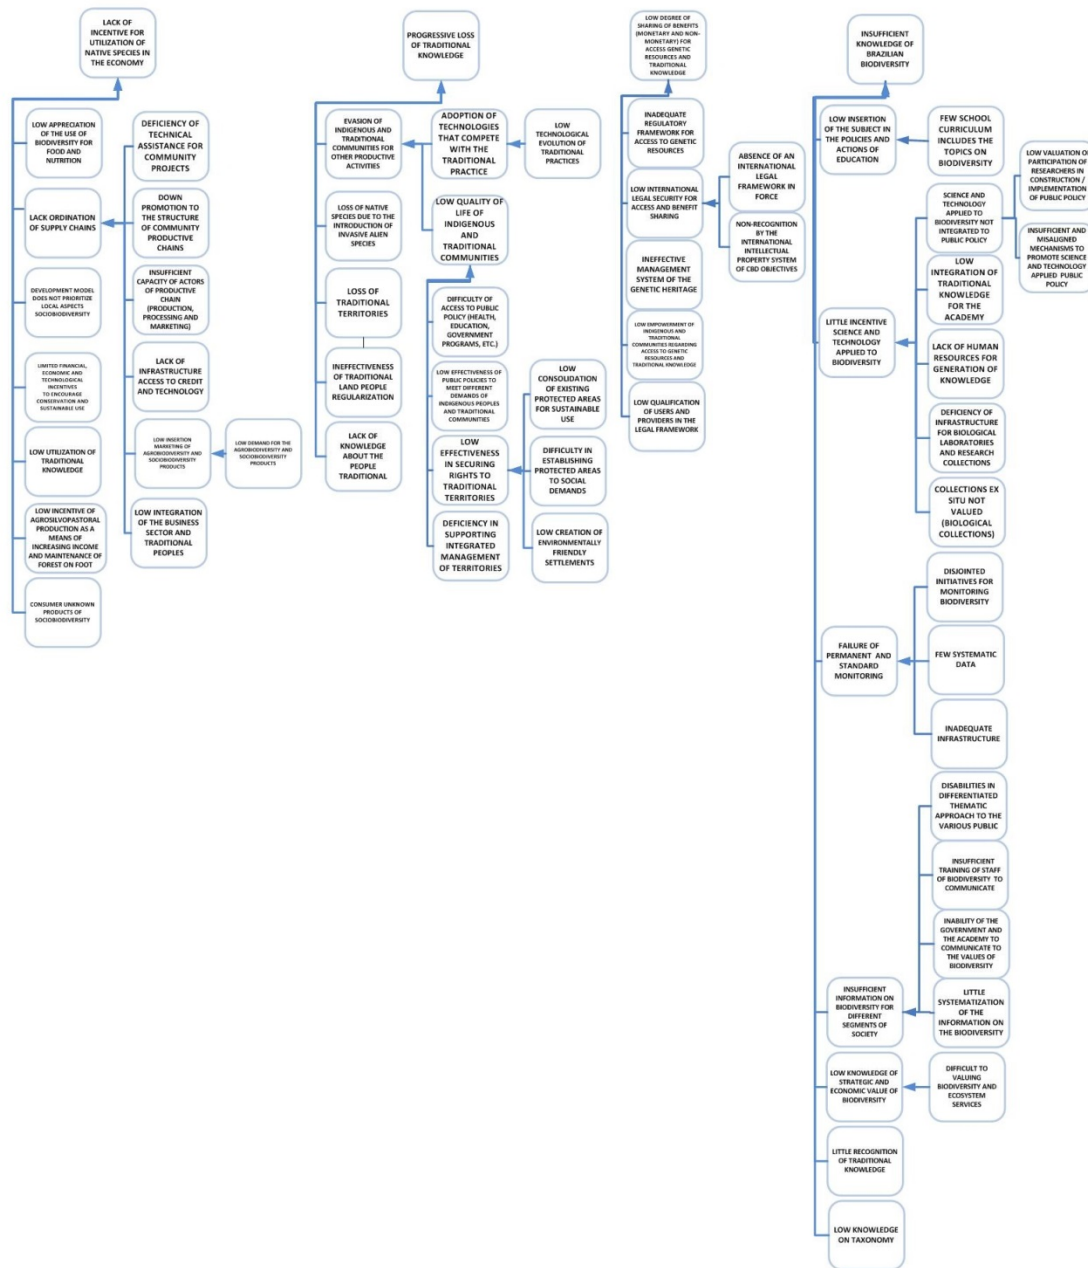 LACK OF
INCENTIVE FOR
UTILIZATION OF
NATIVE SPECIES IN
THE ECONOMY
LOW APPRECIATION
OF THE USE OF
BIODIVERSITY FOR
FOOD AND
NUTRITION
LACK ORDINATION
OF SUPPLY CHAINS
DEVELOPMENT MODEL
DOES NOT PRIORITIZE
LOCAL ASPECTS
SOCIOBIODIVERSITY
LIMITED FINANCIAL,
ECONOMIC AND
TECHNOLOGICAL
INCENTIVES
TO ENCOURAGE
CONSERVATION AND
SUSTAINABLE USE
LOW UTILIZATION OF
TRADITIONAL
KNOWLEDGE
LOW INCENTIVE OF
AGROSILVOPASTORAL
PRODUCTION AS A
MEANS OF
INCREASING INCOME
AND MAINTENANCE OF
FOREST ON FOOT
CONSUMER UNKNOWN
PRODUCTS OF
SOCIOBIODIVERSITY
DEFICIENCY OF
TECHNICAL
ASSISTANCE FOR
COMMUNITY
PROJECTS
DOWN
PROMOTION TO
THE STRUCTURE
OF COMMUNITY
PRODUCTIVE
CHAINS
INSUFFICIENT
CAPACITY OF ACTORS
OF PRODUCTIVE
CHAIN
(PRODUCTION,
PROCESSING AND
MARKETING)
LACK OF
INFRASTRUCTURE
ACCESS TO CREDIT
AND TECHNOLOGY
LOW INSERTION
MARKETING OF
AGROBIODIVERSITY AND
SOCIOBIODIVERSITY
PRODUCTS
LOW DEMAND FOR THE
AGROBIODIVERSITY AND
SOCIOBIODIVERSITY
PRODUCTS
LOW INTEGRATION
OF THE BUSINESS
SECTOR AND
TRADITIONAL
PEOPLES
PROGRESSIVE LOSS
OF TRADITIONAL
KNOWLEDGE
EVASION OF
INDIGENOUS AND
TRADITIONAL
COMMUNITIES FOR
OTHER PRODUCTIVE
ACTIVITIES
LOSS OF NATIVE
SPECIES DUE TO THE
INTRODUCTION OF
INVASIVE ALIEN
SPECIES
LOSS OF
TRADITIONAL
TERRITORIES
INEFFECTIVENESS
OF TRADITIONAL
LAND PEOPLE
REGULARIZATION
LACK OF
KNOWLEDGE
ABOUT THE
PEOPLE
TRADITIONAL
ADOPTION OF
TECHNOLOGIES
THAT COMPETE
WITH THE
TRADITIONAL
PRACTICE
LOW
TECHNOLOGICAL
EVOLUTION OF
TRADITIONAL
PRACTICES
LOW QUALITY OF
LIFE OF
INDIGENOUS
AND
TRADITIONAL
COMMUNITIES
DIFFICULTY OF
ACCESS TO PUBLIC
POLICY (HEALTH,
EDUCATION,
GOVERNMENT
PROGRAMS, ETC.)
LOW EFFECTIVENESS OF
PUBLIC POLICIES TO
MEET DIFFERENT
DEMANDS OF
INDIGENOUS PEOPLES
AND TRADITIONAL
COMMUNITIES
LOW
EFFECTIVENESS
IN SECURING
RIGHTS TO
TRADITIONAL
TERRITORIES
DEFICIENCY IN
SUPPORTING
INTEGRATED
MANAGEMENT
OF TERRITORIES
LOW
CONSOLIDATION
OF EXISTING
PROTECTED
AREAS FOR
SUSTAINABLE
USE
DIFFICULTY IN
ESTABLISHING
PROTECTED AREAS
TO SOCIAL
DEMANDS
LOW CREATION OF
ENVIRONMENTALLY
FRIENDLY
SETTLEMENTS
LOW DEGREE OF
SHARING OF BENEFITS
(MONETARY AND NON-
MONETARY) FOR
ACCESS GENETIC
RESOURCES AND
TRADITIONAL
KNOWLEDGE
INADEQUATE
REGULATORY
FRAMEWORK FOR
ACCESS TO GENETIC
RESOURCES
LOW INTERNATIONAL
LEGAL SECURITY FOR
ACCESS AND BENEFIT
SHARING
INEFFECTIVE
MANAGEMENT
SYSTEM OF THE
GENETIC HERITAGE
LOW EMPOWERMENT OF
INDIGENOUS AND
TRADITIONAL
COMMUNITIES REGARDING
ACCESS TO GENETIC
RESOURCES AND
TRADITIONAL KNOWLEDGE
LOW QUALIFICATION
OF USERS AND
PROVIDERS IN THE
LEGAL FRAMEWORK
ABSENCE OF AN
INTERNATIONAL
LEGAL
FRAMEWORK IN
FORCE
NON-RECOGNITION
BY THE
INTERNATIONAL
INTELLECTUAL
PROPERTY SYSTEM
OF CBD OBJECTIVES
INSUFFICIENT
KNOWLEDGE OF
BRAZILIAN
BIODIVERSITY
LOW INSERTION OF
THE SUBJECT IN
THE POLICIES AND
ACTIONS OF
EDUCATION
FEW SCHOOL
CURRICULUM
INCLUDES THE
TOPICS ON
BIODIVERSITY
LOW VALUATION OF
PARTICIPATION OF
RESEARCHERS IN
CONSTRUCTION /
IMPLEMENTATION
OF PUBLIC POLICY
SCIENCE AND
TECHNOLOGY
APPLIED TO
BIODIVERSITY NOT
INTEGRATED TO
PUBLIC POLICY
INSUFFICIENT AND
MISALIGNED
MECHANISMS TO
PROMOTE SCIENCE
AND TECHNOLOGY
APPLIED PUBLIC
POLICY
LITTLE INCENTIVE
SCIENCE AND
TECHNOLOGY
APPLIED TO
BIODIVERSITY
LOW
INTEGRATION OF
TRADITIONAL
KNOWLEDGE
FOR THE
ACADEMY
LACK OF HUMAN
RESOURCES FOR
GENERATION OF
KNOWLEDGE
DEFICIENCY OF
INFRASTRUCTURE
FOR BIOLOGICAL
LABORATORIES
AND RESEARCH
COLLECTIONS
COLLECTIONS EX
SITU NOT
VALUED
(BIOLOGICAL
COLLECTIONS)
FAILURE OF
PERMANENT AND
STANDARD
MONITORING
DISJOINTED
INITIATIVES FOR
MONITORING
BIODIVERSITY
FEW SYSTEMATIC
DATA
INADEQUATE
INFRASTRUCTURE
DISABILITIES IN
DIFFERENTIATED
THEMATIC
APPROACH TO THE
VARIOUS PUBLIC
INSUFFICIENT
TRAINING OF STAFF
OF BIODIVERSITY TO
COMMUNICATE
INABILITY OF THE
GOVERNMENT AND
THE ACADEMY TO
COMMUNICATE TO
THE VALUES OF
BIODIVERSITY
INSUFFICIENT
INFORMATION ON
BIODIVERSITY FOR
DIFFERENT
SEGMENTS OF
SOCIETY
LITTLE
SYSTEMATIZATION
OF THE
INFORMATION ON
THE BIODIVERSITY
LOW KNOWLEDGE OF
STRATEGIC AND
ECONOMIC VALUE OF
BIODIVERSITY
DIFFICULT TO
VALUING
BIODIVERSITY AND
ECOSYSTEM
SERVICES
LITTLE RECOGNITION
OF TRADITIONAL
KNOWLEDGE
LOW KNOWLEDGE
ON TAXONOMY